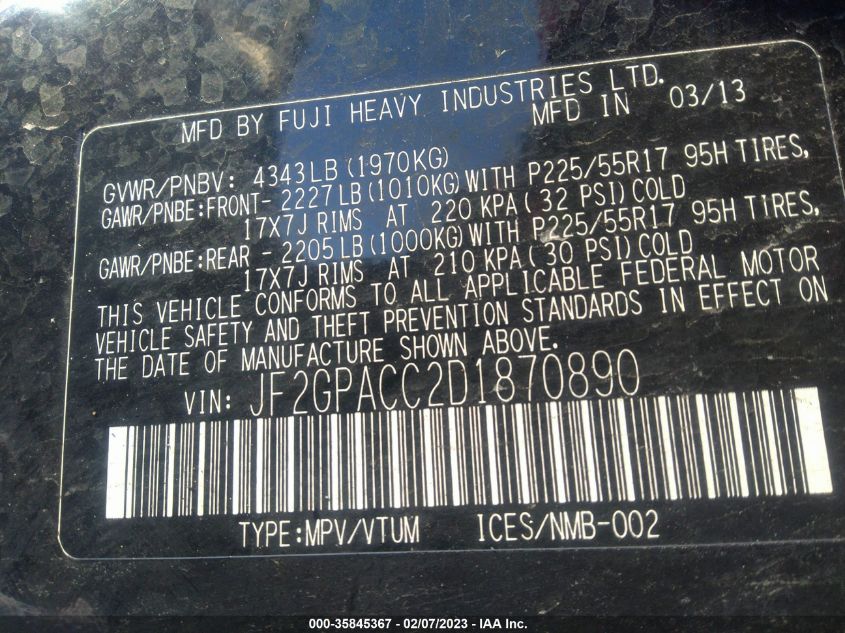 MFD BY FUJI HEAVY INDUSTRIES LTD.
MFD IN 03/13
GVWR/PNBV: 4343LB (1970KG)
GAWR/PNBE:FRONT- 2227LB (1010KG) WITH P225/55R17 95H TIRES,
17X7J RIMS AT 220 KPA ( 32 PSI) COLD
GAWR/PNBE:REAR - 2205LB (1000KG) WITH P225/55R17 95H TIRES,
17X7J RIMS AT 210 KPA ( 30 PSI) COLD
THIS VEHICLE CONFORMS TO ALL APPLICABLE FEDERAL MOTOR
VEHICLE SAFETY AND THEFT PREVENTION STANDARDS IN EFFECT ON
THE DATE OF MANUFACTURE SHOWN ABOVE.
VIN: JF2GPACC2D1870890
TYPE:MPV/VTUM ICES/NMB-002
000-35845367 - 02/07/2023 - IAA, Inc.